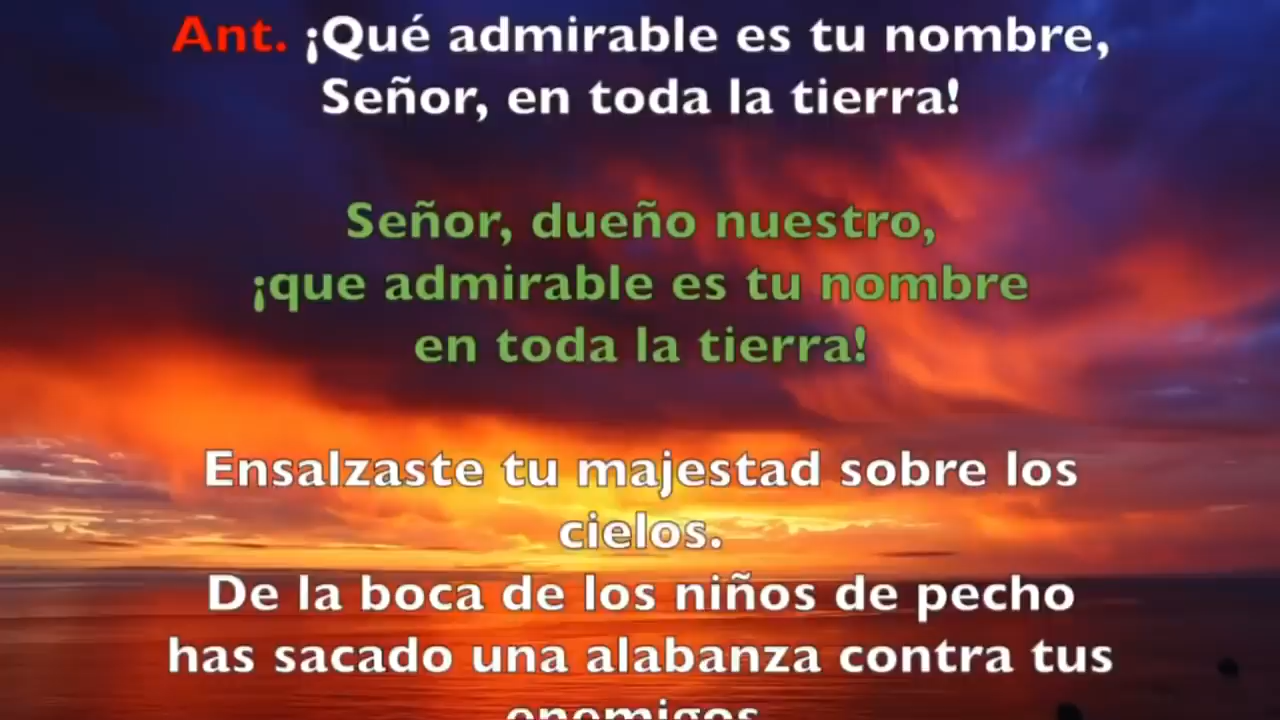 Ant. ¡Qué admirable es tu nombre,
Señor, en toda la tierra!
Señor, dueño nuestro,
¡que admirable es tu nombre
en toda la tierra!
Ensalzaste tu majestad sobre los
cielos.
De la boca de los niños de pecho
has sacado una alabanza contra tus
enemigos